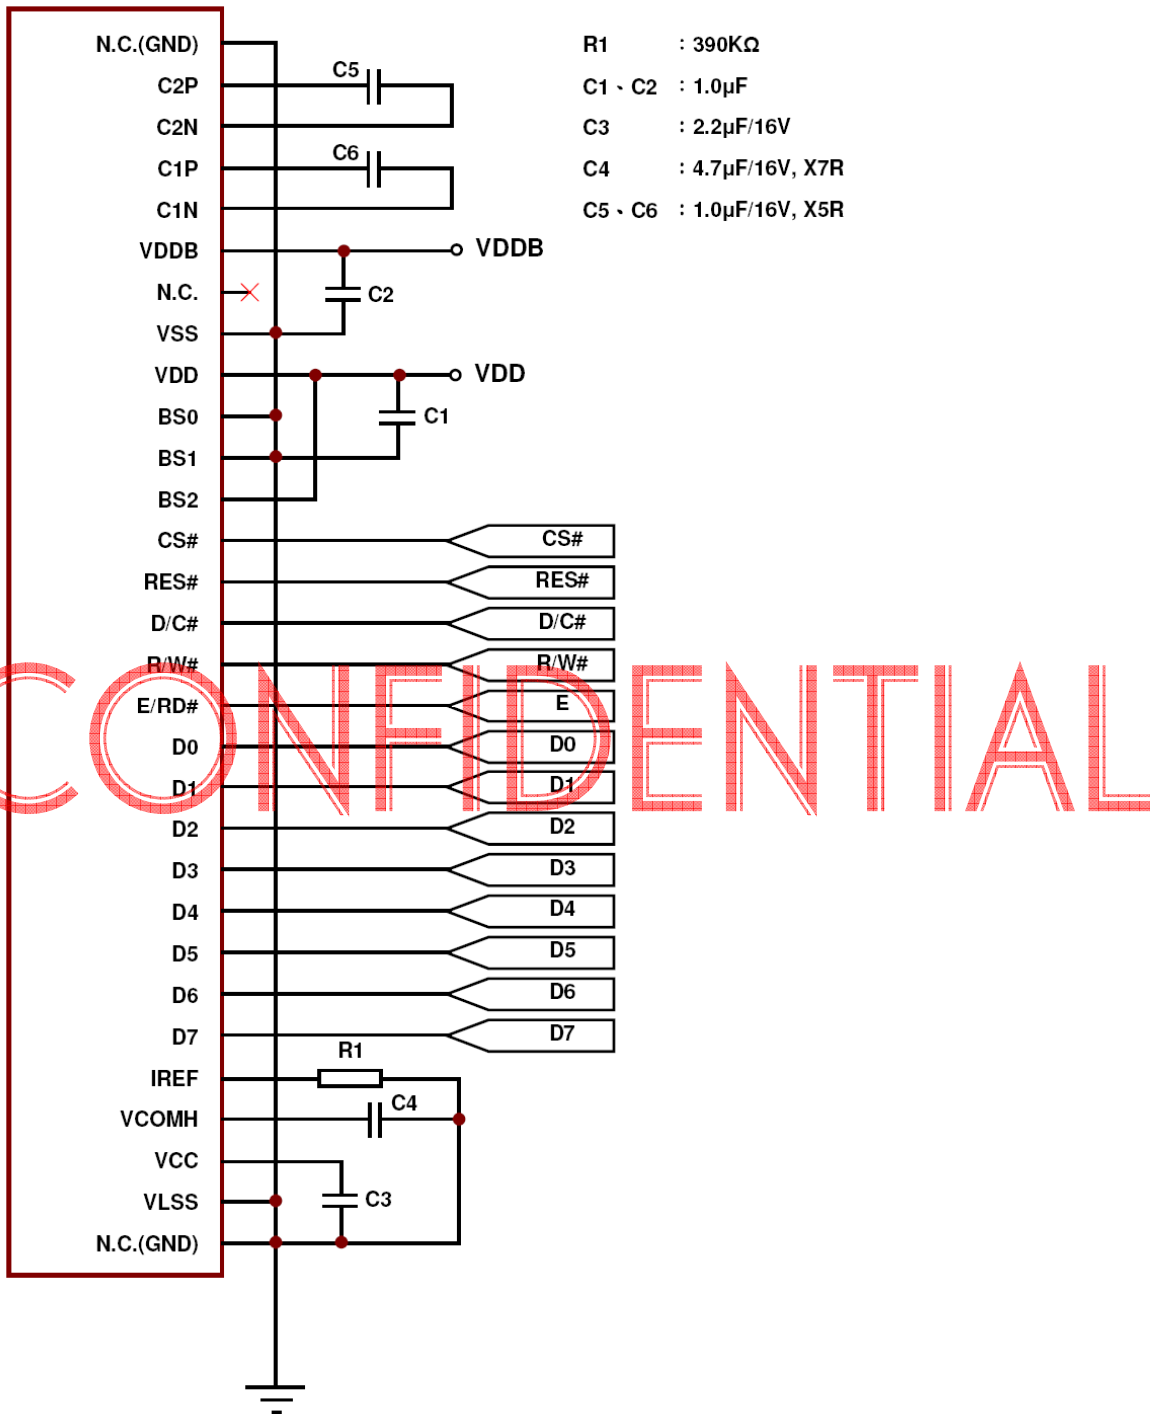 N.C.(GND)
C2P
C2N
C1P
C1N
VDDB
N.C.
VSS
VDD
BS0
BS1
BS2
CS#
RES#
D/C#
R/W#
E/RD#
D0
D1
D2
D3
D4
D5
D6
D7
IREF
VCOMH
VCC
VLSS
N.C.(GND)
C5
C6
VDDB
C2
VDD
C1
CS#
RES#
D/C#
R/W#
E
D0
D1
D2
D3
D4
D5
D6
D7
R1
C4
C3
R1 : 390KΩ
C1、C2 : 1.0µF
C3 : 2.2µF/16V
C4 : 4.7µF/16V, X7R
C5、C6 : 1.0µF/16V, X5R
CONFIDENTIAL